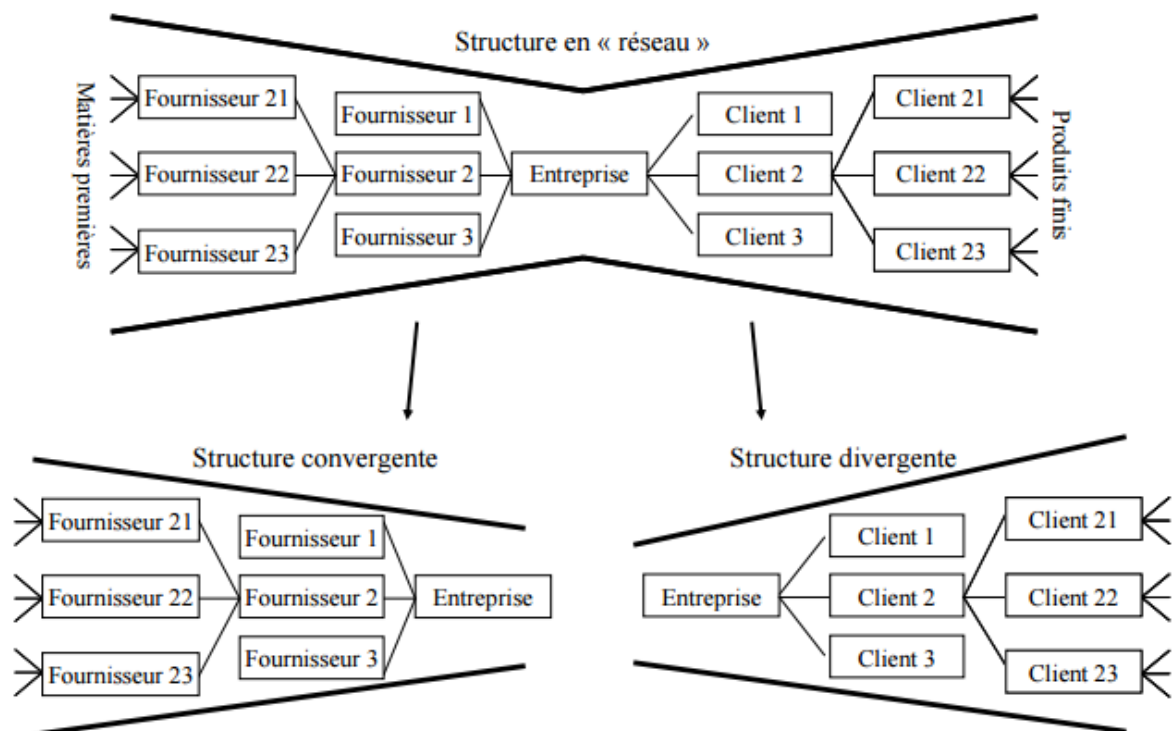 Structure en « réseau »
Matières premières
Fournisseur 21
Fournisseur 22
Fournisseur 23
Fournisseur 1
Fournisseur 2
Fournisseur 3
Entreprise
Client 1
Client 2
Client 3
Client 21
Client 22
Client 23
Produits finis
Structure convergente
Fournisseur 21
Fournisseur 22
Fournisseur 23
Fournisseur 1
Fournisseur 2
Fournisseur 3
Entreprise
Structure divergente
Entreprise
Client 1
Client 2
Client 3
Client 21
Client 22
Client 23